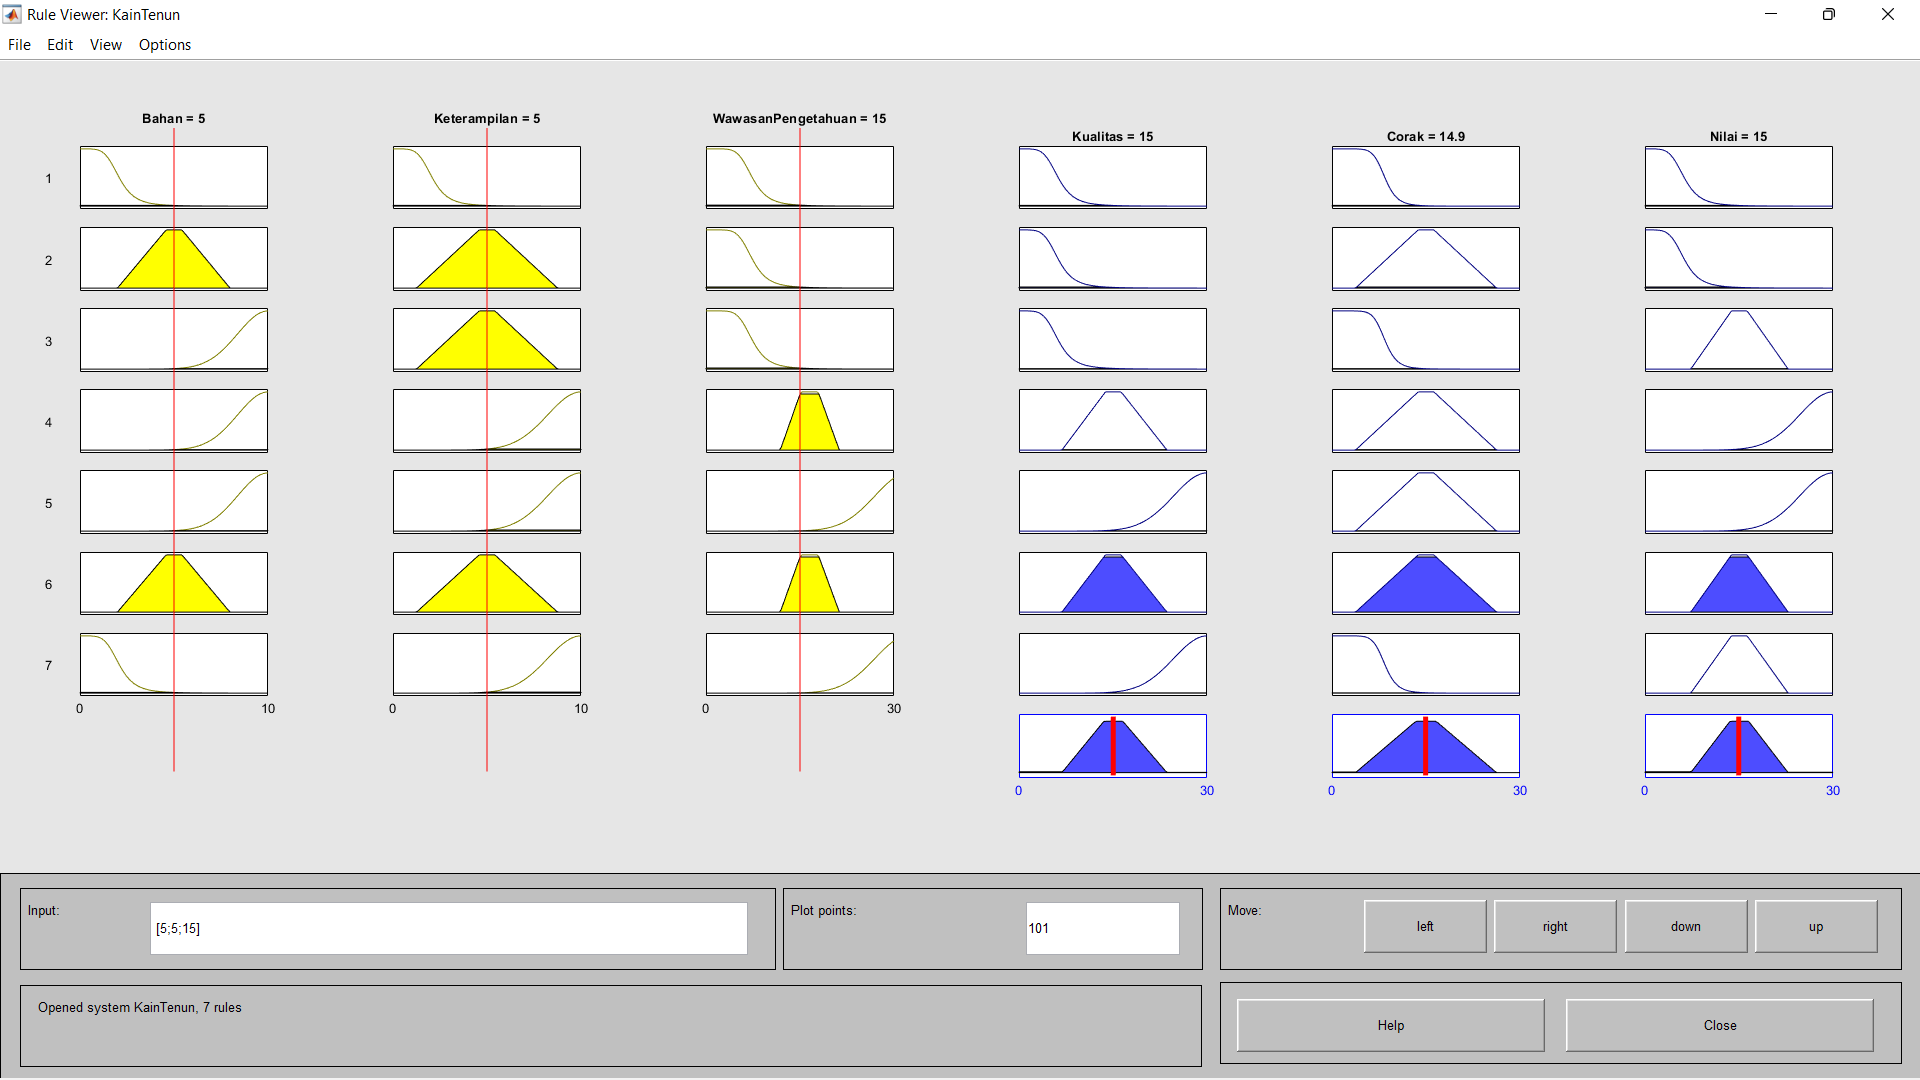 Rule Viewer: KainTenun
File Edit View Options
Bahan = 5
Keterampilan = 5
WawasanPengetahuan = 15
Kualitas = 15
Corak = 14.9
Nilai = 15
1
2
3
4
5
6
7
0 10
0 10
0 30
0 30
0 30
0 30
Input:
[5;5;15]
Plot points:
101
Move:
left
right
down
up
Opened system KainTenun, 7 rules
Help
Close